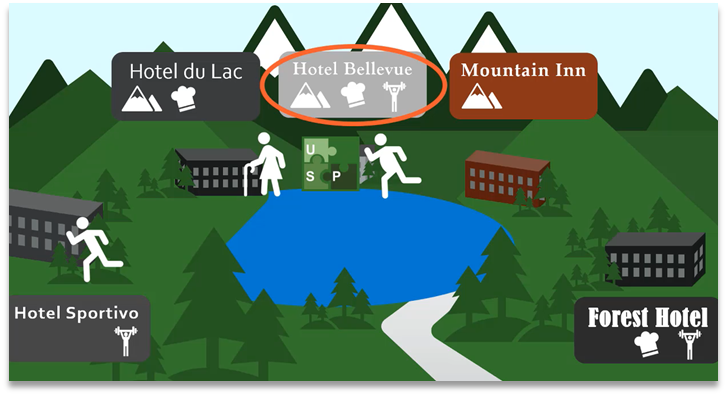 Hotel du Lac
Hotel Bellevue
Mountain Inn
U
S P
Hotel Sportivo
Forest Hotel